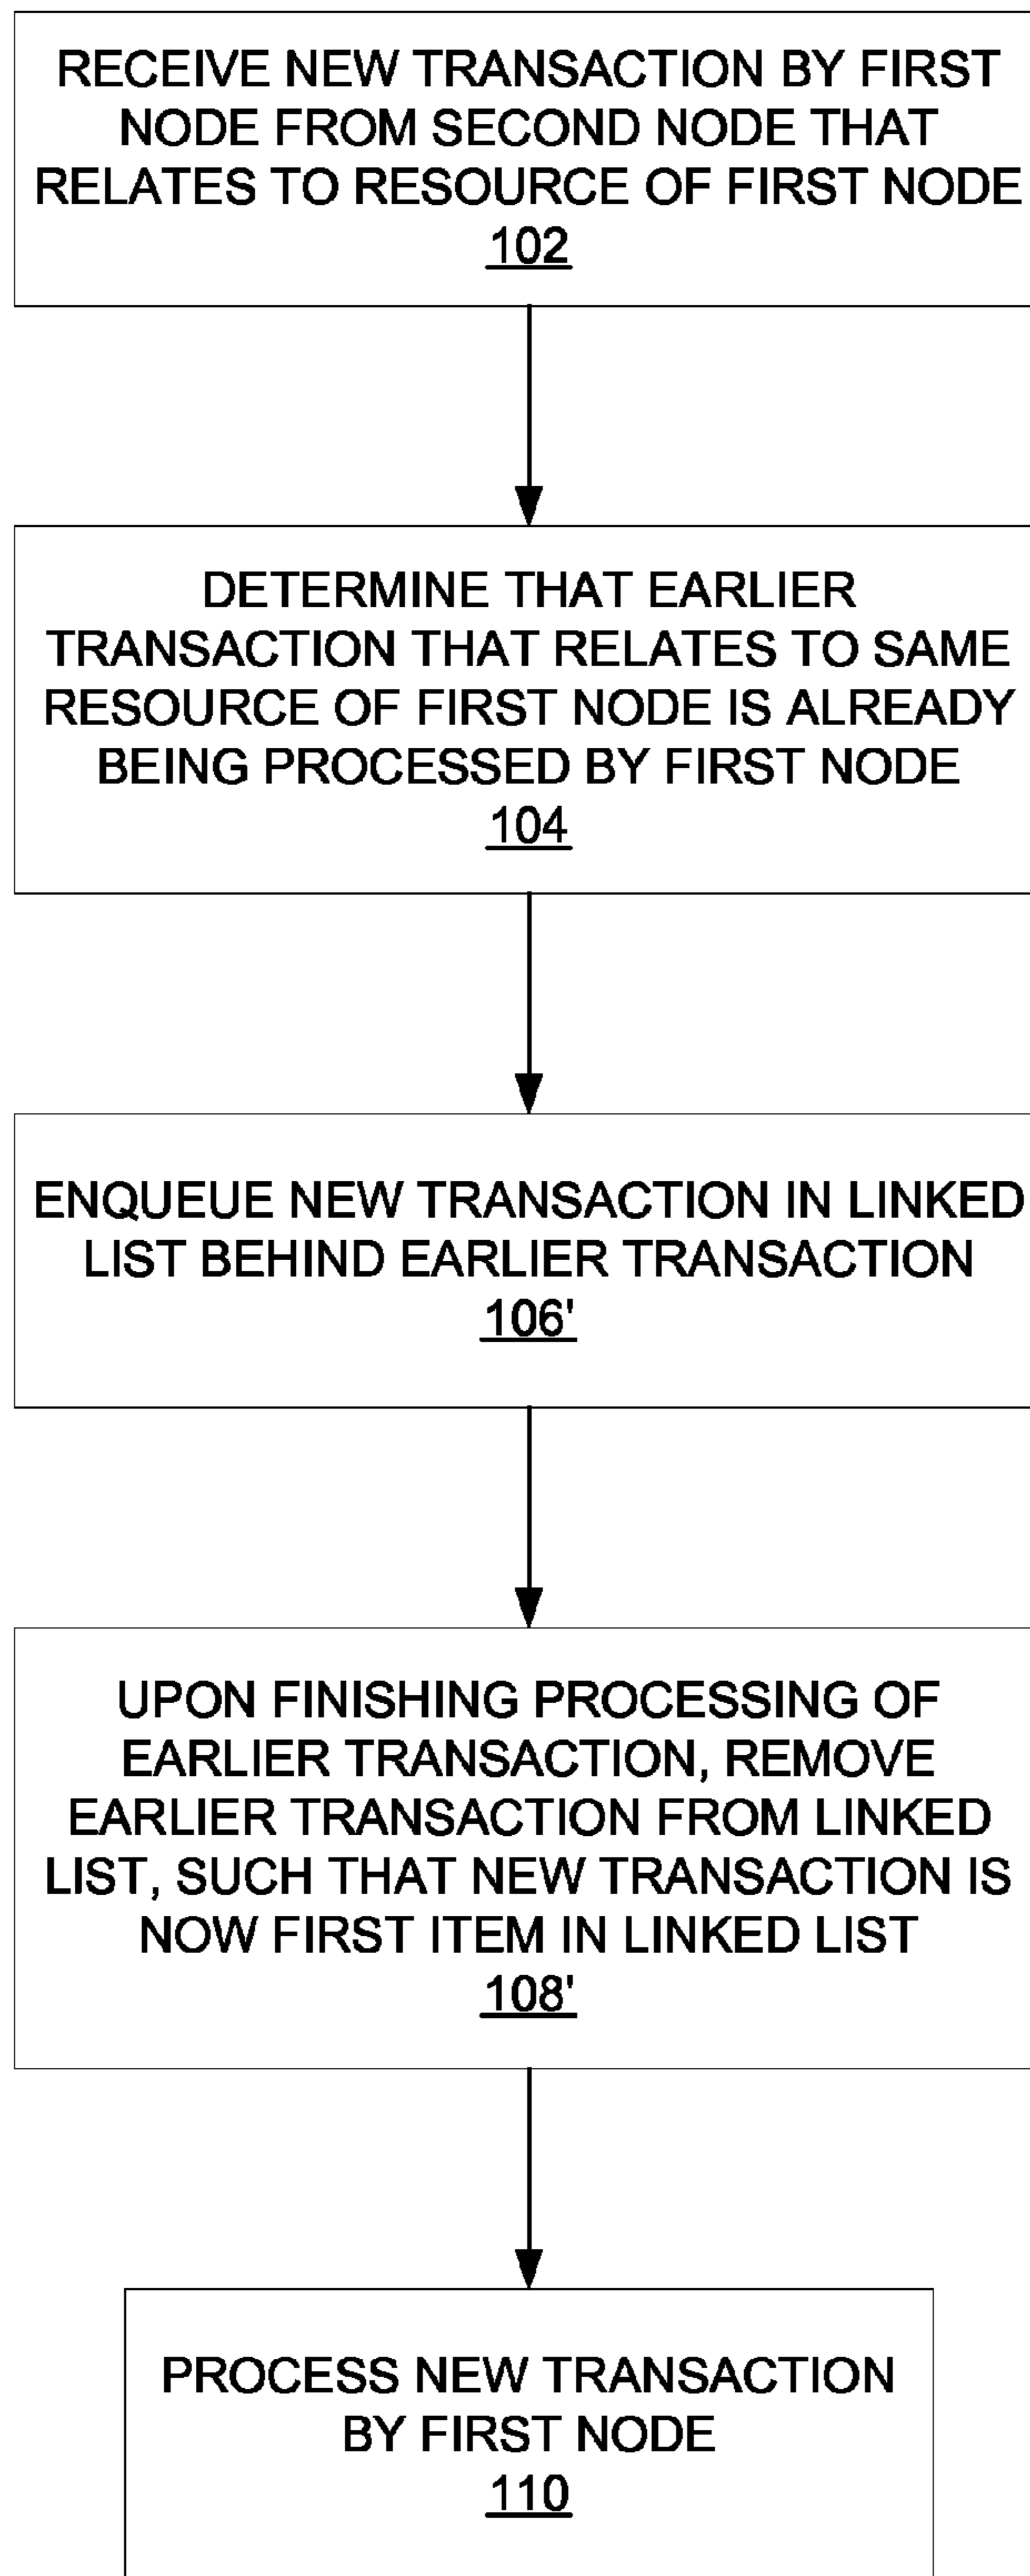 RECEIVE NEW TRANSACTION BY FIRST
NODE FROM SECOND NODE THAT
RELATES TO RESOURCE OF FIRST NODE
102
DETERMINE THAT EARLIER
TRANSACTION THAT RELATES TO SAME
RESOURCE OF FIRST NODE IS ALREADY
BEING PROCESSED BY FIRST NODE
104
ENQUEUE NEW TRANSACTION IN LINKED
LIST BEHIND EARLIER TRANSACTION
106'
UPON FINISHING PROCESSING OF
EARLIER TRANSACTION, REMOVE
EARLIER TRANSACTION FROM LINKED
LIST, SUCH THAT NEW TRANSACTION IS
NOW FIRST ITEM IN LINKED LIST
108'
PROCESS NEW TRANSACTION
BY FIRST NODE
110